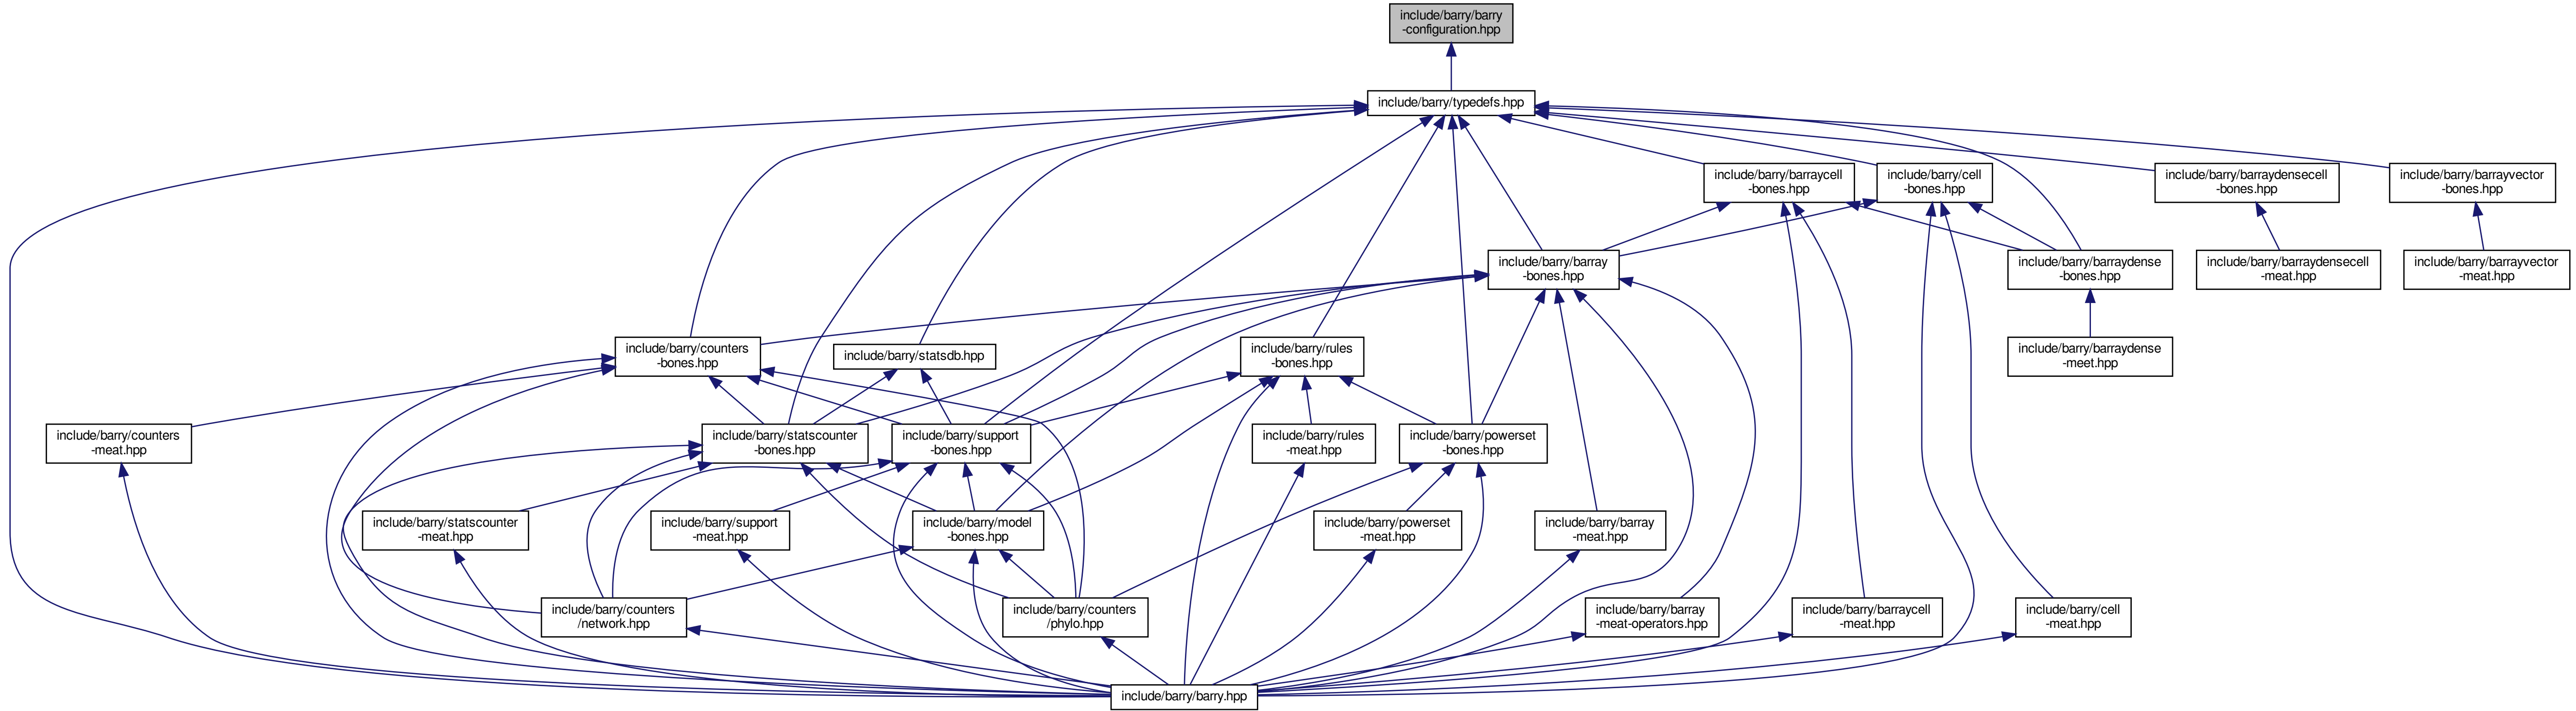 include/barry/barry
-configuration.hpp
include/barry/typedefs.hpp
include/barry/barraycell
-bones.hpp
include/barry/cell
-bones.hpp
include/barry/barraydensecell
-bones.hpp
include/barry/barrayvector
-bones.hpp
include/barry/barray
-bones.hpp
include/barry/barraydense
-bones.hpp
include/barry/barraydensecell
-meat.hpp
include/barry/barrayvector
-meat.hpp
include/barry/counters
-bones.hpp
include/barry/statsdb.hpp
include/barry/rules
-bones.hpp
include/barry/barraydense
-meet.hpp
include/barry/counters
-meat.hpp
include/barry/statscounter
-bones.hpp
include/barry/support
-bones.hpp
include/barry/rules
-meat.hpp
include/barry/powerset
-bones.hpp
include/barry/statscounter
-meat.hpp
include/barry/support
-meat.hpp
include/barry/model
-bones.hpp
include/barry/powerset
-meat.hpp
include/barry/barray
-meat.hpp
include/barry/counters
/network.hpp
include/barry/counters
/phylo.hpp
include/barry/barray
-meat-operators.hpp
include/barry/barraycell
-meat.hpp
include/barry/cell
-meat.hpp
include/barry/barry.hpp